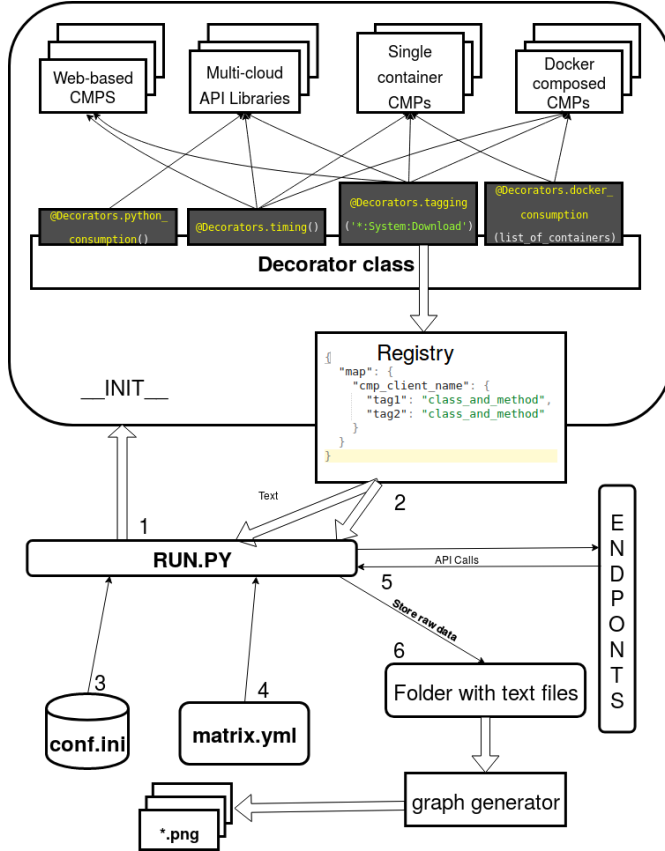 Web-based
CMPS
Multi-cloud
API Libraries
Single
container
CMPs
Docker
composed
CMPs
@Decorators.python_
consumption()
@Decorators.timing()
@Decorators.tagging
('*:System:Download')
@Decorators.docker_
consumption
(list_of_containers)
Decorator class
__INIT__
Registry
{
"map": {
"cmp_client_name": {
"tag1": "class_and_method",
"tag2": "class_and_method"
}
}
}
Text
2
1
RUN.PY
API Calls
5
ENDPONTS
Store raw data
6
3
4
conf.ini
matrix.yml
Folder with text files
graph generator
*.png